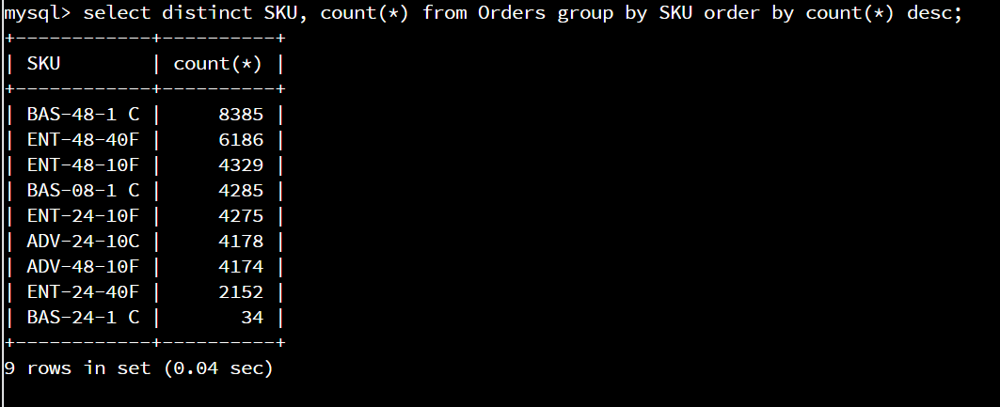 mysql> select distinct SKU, count(*) from Orders group by SKU order by count(*) desc;
+------------+----------+
| SKU        | count(*) |
+------------+----------+
| BAS-48-1 C |     8385 |
| ENT-48-40F |     6186 |
| ENT-48-10F |     4329 |
| BAS-08-1 C |     4285 |
| ENT-24-10F |     4275 |
| ADV-24-10C |     4178 |
| ADV-48-10F |     4174 |
| ENT-24-40F |     2152 |
| BAS-24-1 C |       34 |
+------------+----------+
9 rows in set (0.04 sec)